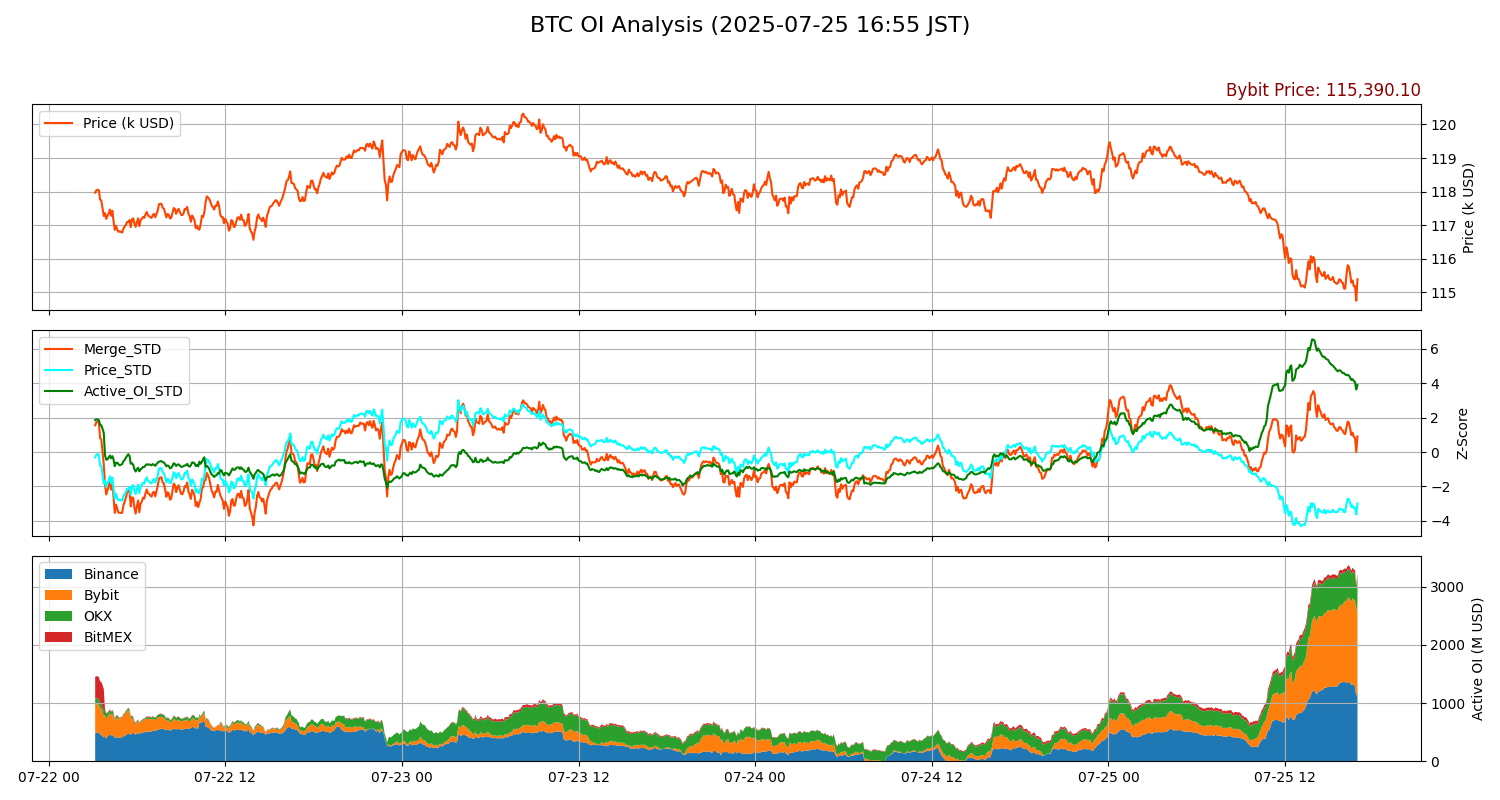 BTC OI Analysis (2025-07-25 16:55 JST)
Bybit Price: 115,390.10
Price (k USD)
120
119
118
117
116
115
Price (k USD)
Merge_STD
Price_STD
Active_OI_STD
6
4
2
0
−2
−4
Z-Score
Binance
Bybit
OKX
BitMEX
3000
2000
1000
0
Active OI (M USD)
07-22 00
07-22 12
07-23 00
07-23 12
07-24 00
07-24 12
07-25 00
07-25 12